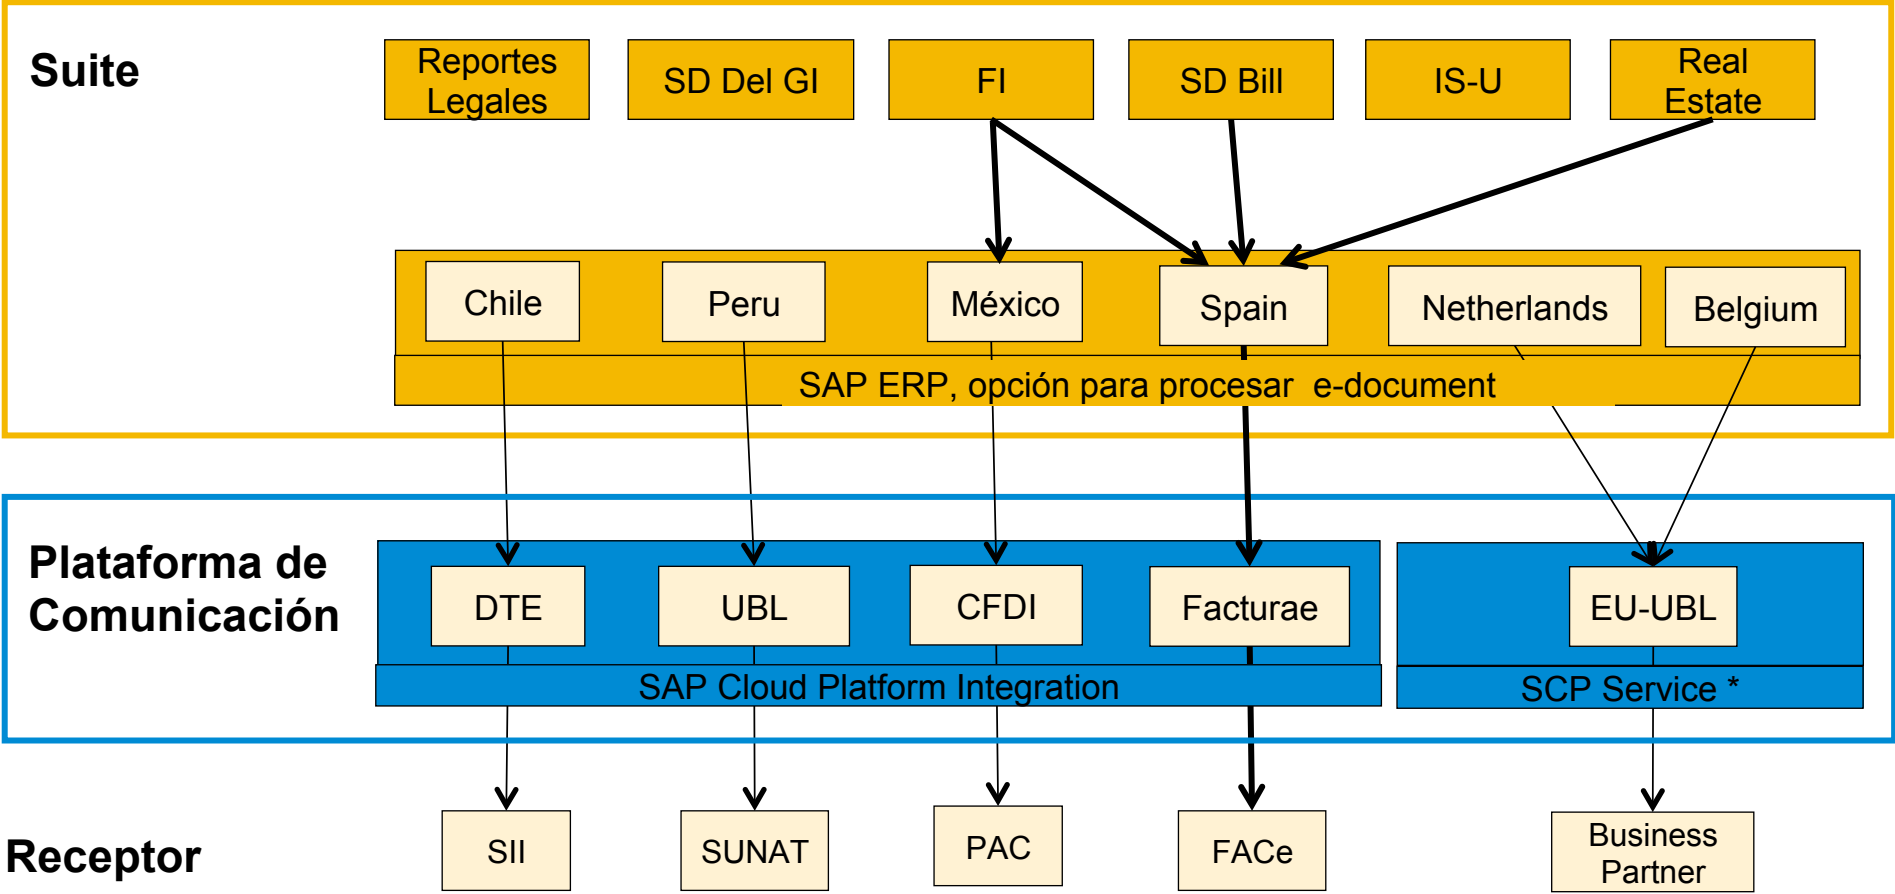 Suite
Reportes
Legales
SD Del GI
FI
SD Bill
IS-U
Real
Estate
Chile
Peru
México
Spain
Netherlands
Belgium
SAP ERP, opción para procesar  e-document
Plataforma de
Comunicación
DTE
UBL
CFDI
Facturae
EU-UBL
SAP Cloud Platform Integration
SCP Service *
Receptor
SII
SUNAT
PAC
FACe
Business
Partner